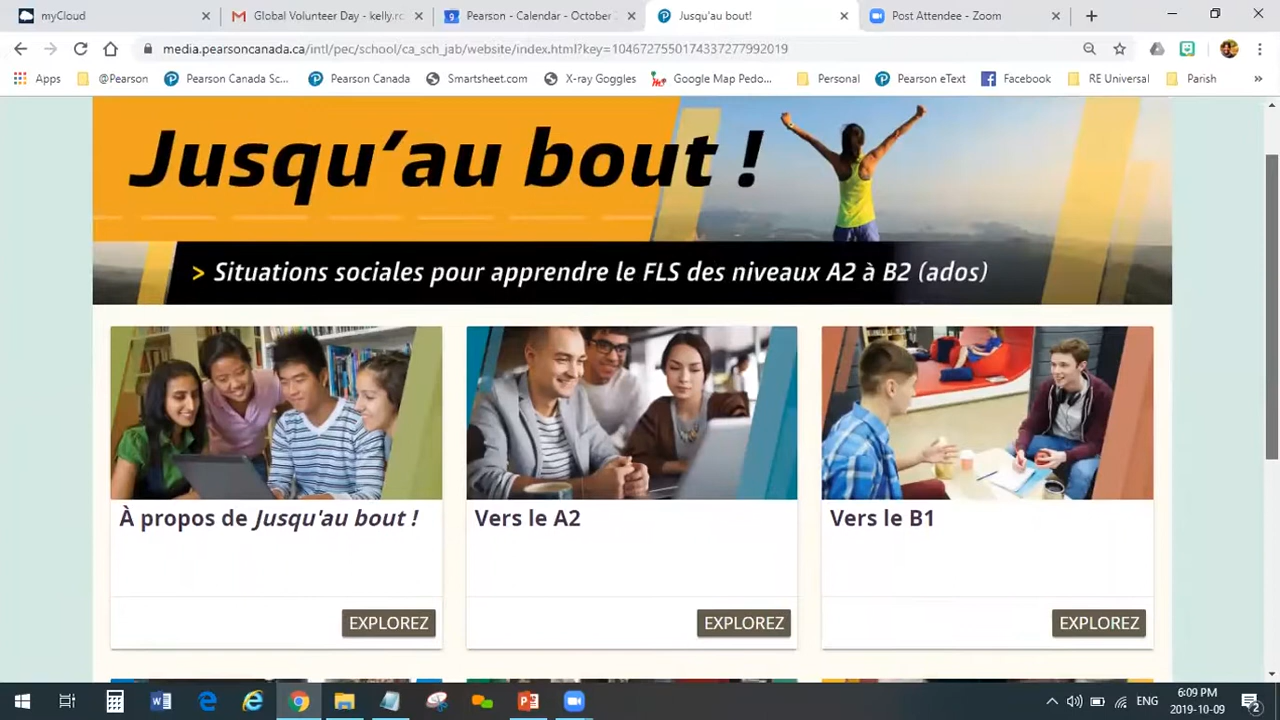 myCloud
Global Volunteer Day - kelly.ro
Pearson - Calendar - October
Jusqu'au bout!
Post Attendee - Zoom
media.pearsoncanada.ca/intl/pec/school/ca_sch_jab/website/index.html?key=1046727550174337277992019
Apps
@Pearson
Pearson Canada Sc...
Pearson Canada
Smartsheet.com
X-ray Goggles
Google Map Pedo...
Personal
Pearson eText
Facebook
RE Universal
Parish
Jusqu'au bout !
> Situations sociales pour apprendre le FLS des niveaux A2 à B2 (ados)
À propos de Jusqu'au bout !
Vers le A2
Vers le B1
EXPLOREZ
EXPLOREZ
EXPLOREZ
ENG
6:09 PM
2019-10-09
2